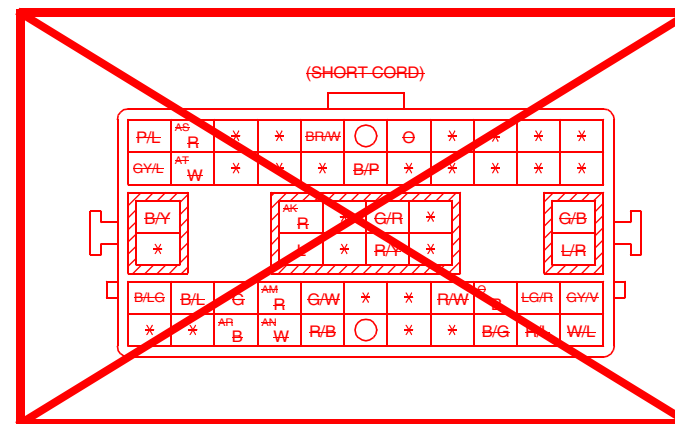 (SHORT CORD)
P/L AS R * * BR/W O * * * *
GY/L AT W * * * B/P * * * * *
B/Y AK R * G/R * G/B
* L * R/Y * L/R
B/LG B/L G AM R G/W * * R/W LG/R GY/V
* * AR B AN W R/B * * B/G R/L W/L